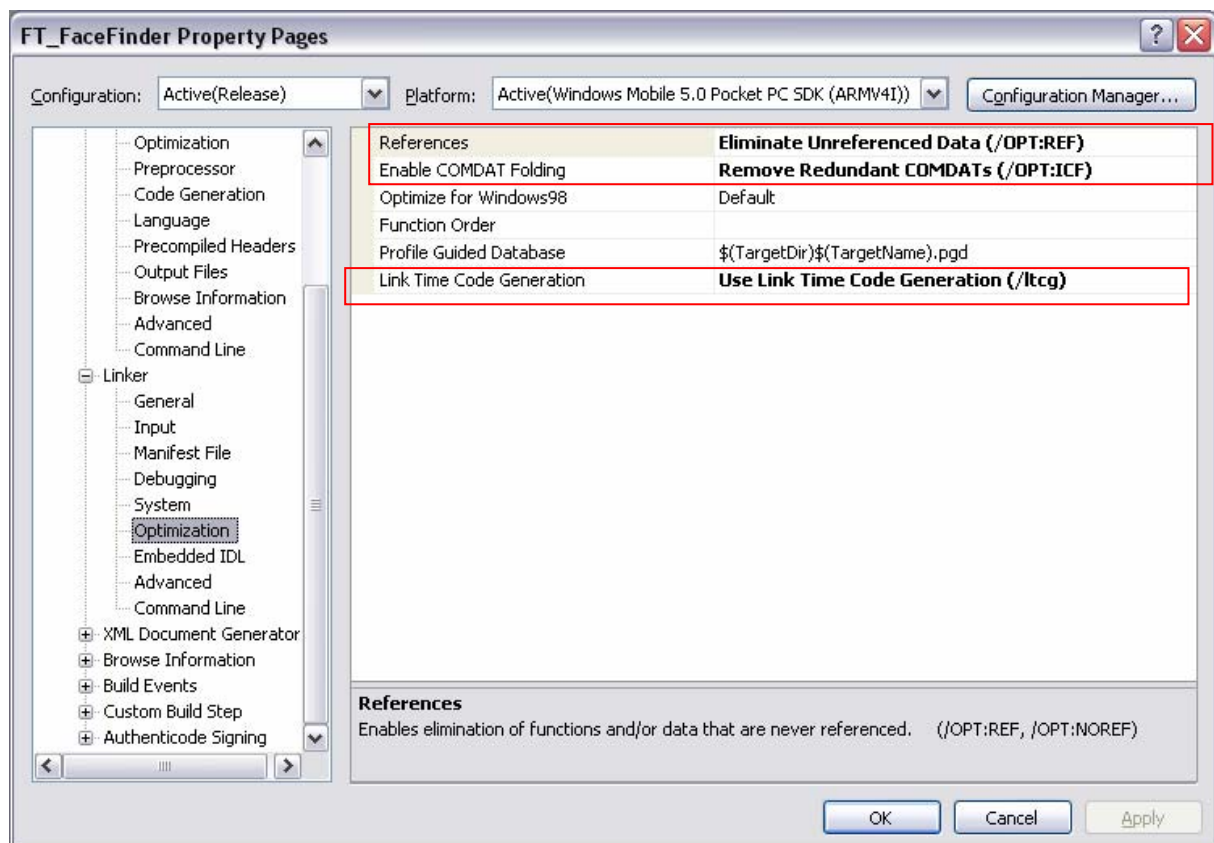 FT_FaceFinder Property Pages
Configuration: Active(Release) Platform: Active(Windows Mobile 5.0 Pocket PC SDK (ARMV4I)) Configuration Manager...
Optimization
Preprocessor
Code Generation
Language
Precompiled Headers
Output Files
Browse Information
Advanced
Command Line
Linker
General
Input
Manifest File
Debugging
System
Optimization
Embedded IDL
Advanced
Command Line
XML Document Generator
Browse Information
Build Events
Custom Build Step
Authenticode Signing
References Eliminate Unreferenced Data (/OPT:REF)
Enable COMDAT Folding Remove Redundant COMDATs (/OPT:ICF)
Optimize for Windows98 Default
Function Order
Profile Guided Database $(TargetDir)$(TargetName).pgd
Link Time Code Generation Use Link Time Code Generation (/ltcg)
References
Enables elimination of functions and/or data that are never referenced. (/OPT:REF, /OPT:NOREF)
OK Cancel Apply